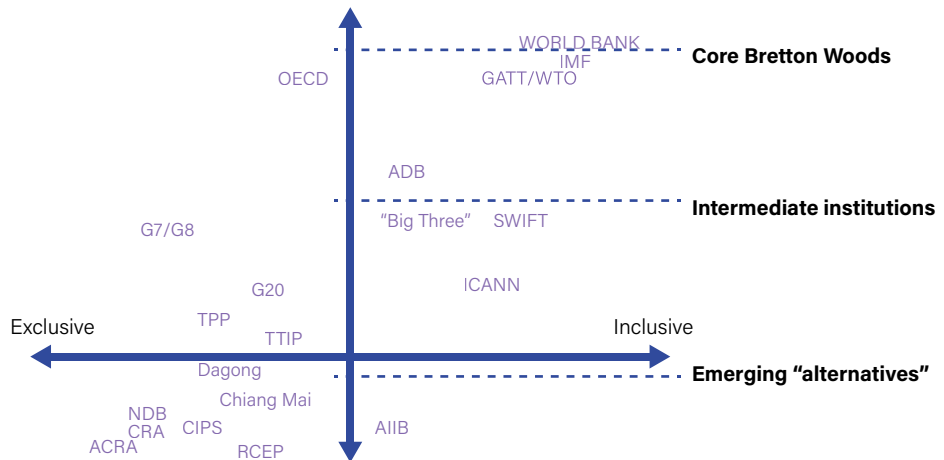 WORLD BANK
Core Bretton Woods
IMF
OECD
GATT/WTO
ADB
Intermediate institutions
“Big Three”
SWIFT
G7/G8
ICANN
G20
TPP
Exclusive
Inclusive
TTIP
Dagong
Emerging “alternatives”
Chiang Mai
NDB
CRA
CIPS
AIIB
ACRA
RCEP